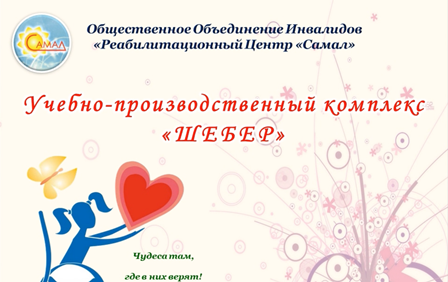 САМАЛ
Общественное Объединение Инвалидов
«Реабилитационный Центр «Самал»
Учебно-производственный комплекс
«ШЕБЕР»
Чудеса там,
где в них верят!